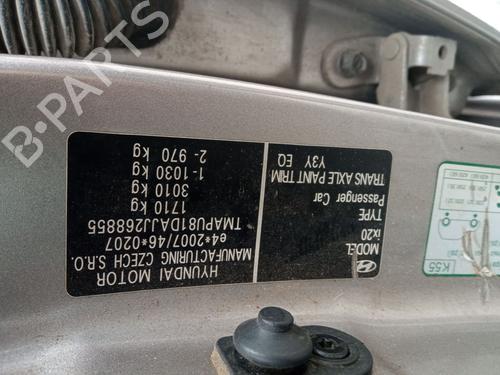 HYUNDAI MOTOR
MANUFACTURING CZECH S.R.O.
e4*2007/46*0207
TMAPU81DAJJ268855
1710 kg
3010 kg
1- 1030 kg
2- 970 kg
MODEL
ix20
TYPE
Passenger Car
TRANS AXLE PAINT TRIM
Y3Y EQ
K55
B-PARTS